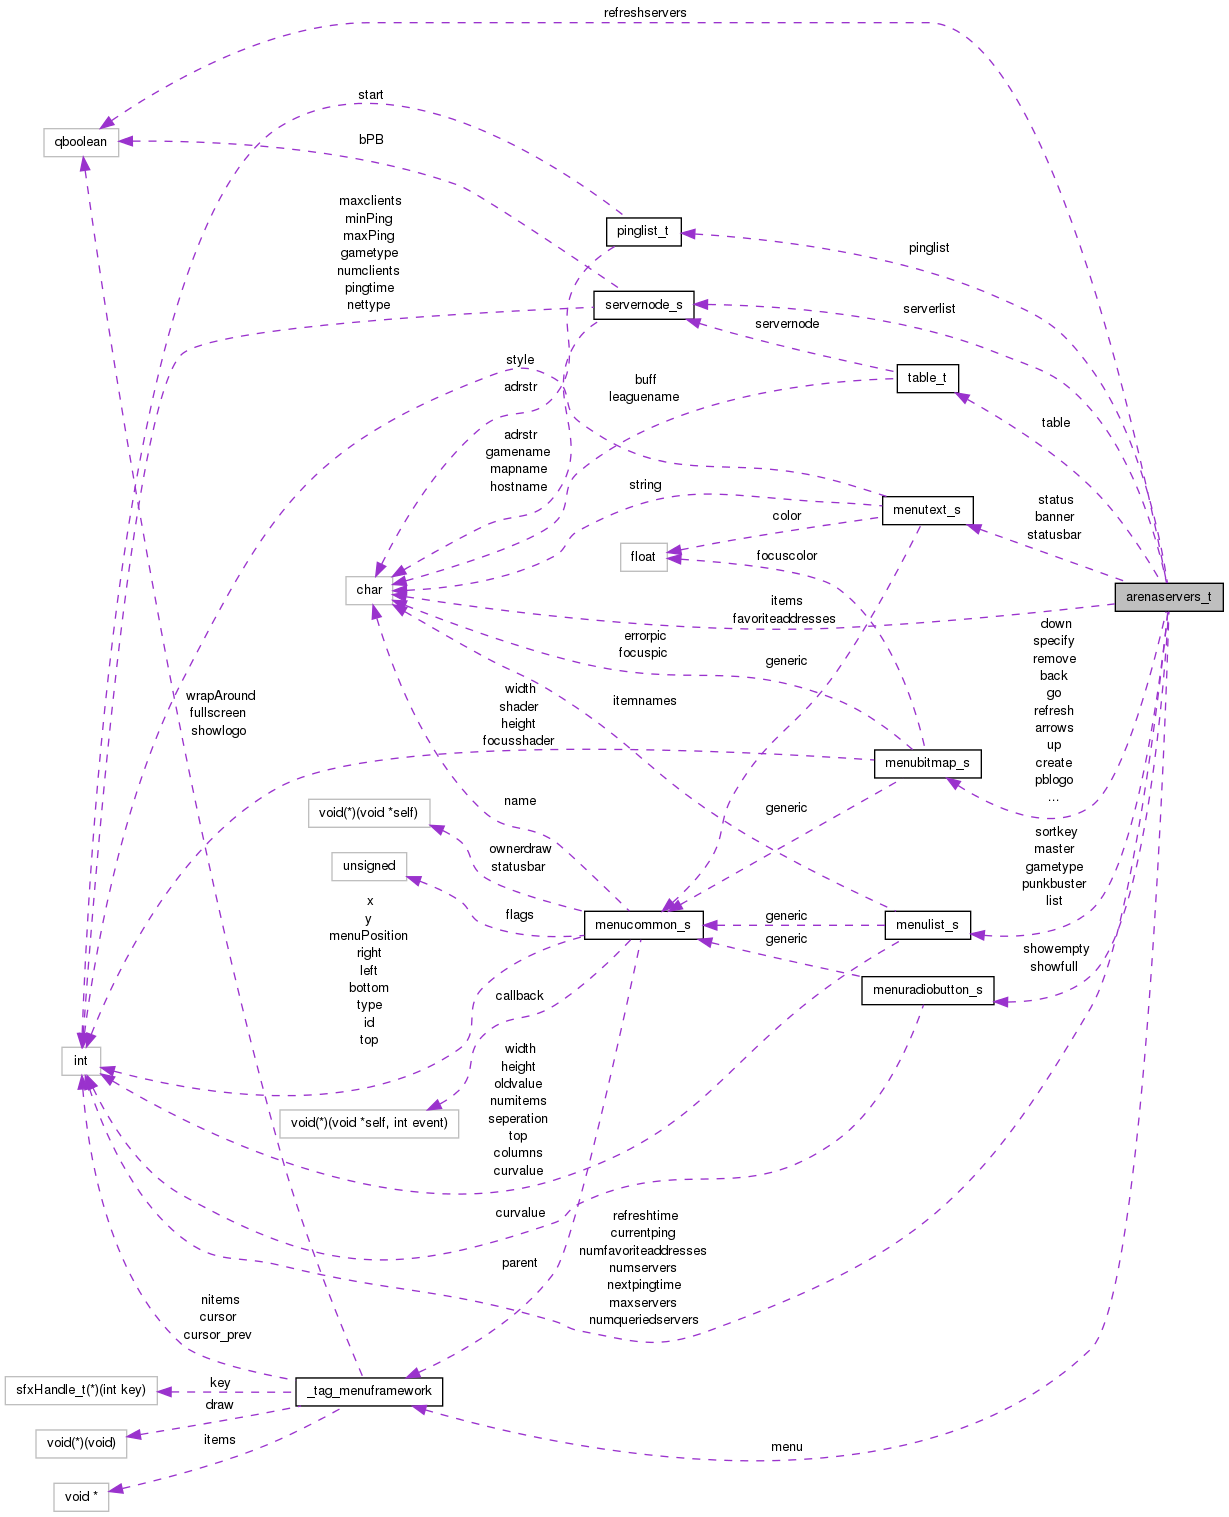 refreshservers
start
qboolean
bPB
maxclients
minPing
maxPing
gametype
numclients
pingtime
nettype
pinglist_t
pinglist
servernode_s
serverlist
servernode
style
adrstr
buff
leaguename
table_t
table
adrstr
gamename
mapname
hostname
string
menutext_s
status
banner
statusbar
color
float
focuscolor
char
arenaservers_t
items
favoriteaddresses
errorpic
focuspic
generic
down
specify
remove
back
go
refresh
arrows
up
create
pblogo
...
wrapAround
fullscreen
showlogo
width
shader
height
focusshader
itemnames
menubitmap_s
void(*)(void *self)
name
generic
ownerdraw
statusbar
unsigned
flags
sortkey
master
gametype
punkbuster
list
x
y
menuPosition
right
left
bottom
type
id
top
menucommon_s
generic
generic
menulist_s
menuradiobutton_s
showempty
showfull
callback
int
width
height
oldvalue
numitems
seperation
top
columns
curvalue
void(*)(void *self, int event)
curvalue
parent
refreshtime
currentping
numfavoriteaddresses
numservers
nextpingtime
maxservers
numqueriedservers
nitems
cursor
cursor_prev
sfxHandle_t(*)(int key)
key
_tag_menuframework
draw
void(*)(void)
items
menu
void *